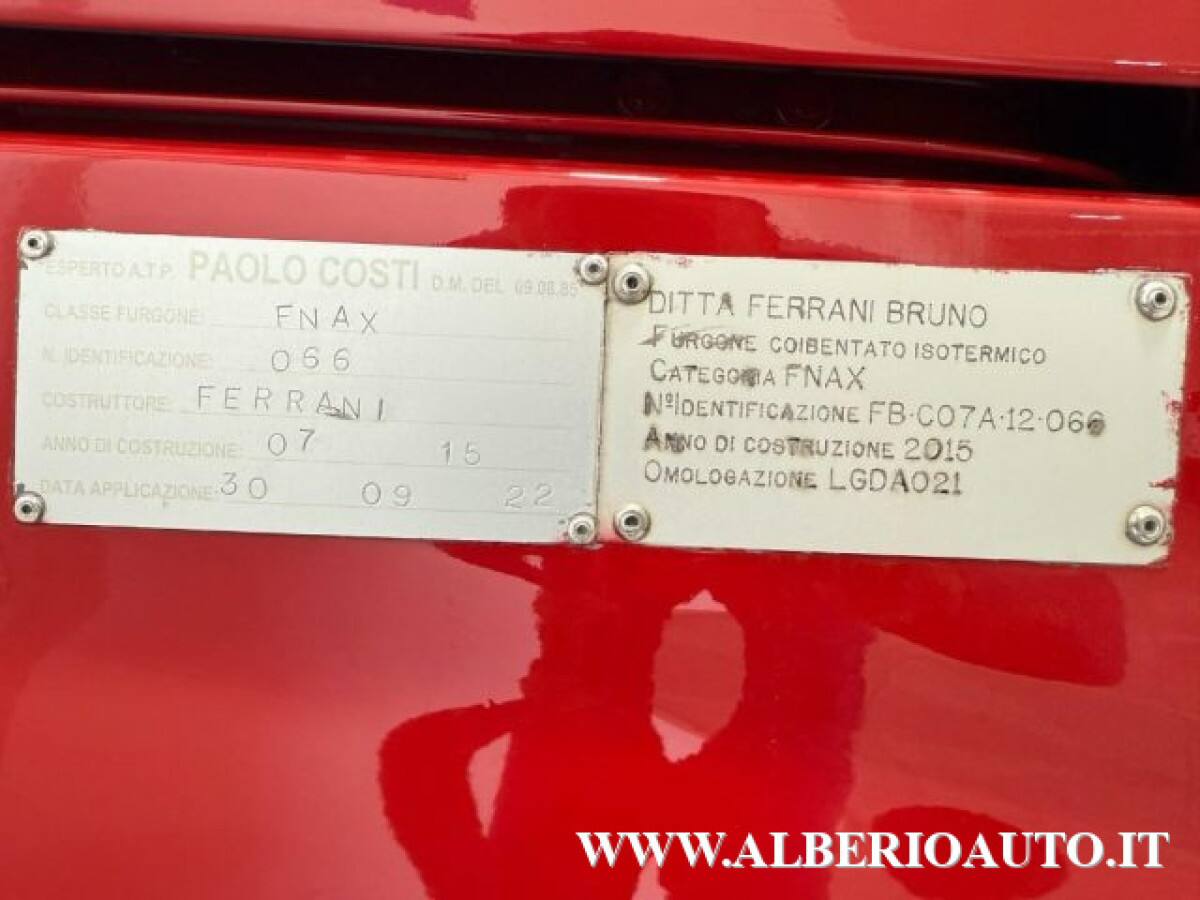 ESPERTO A.T.P. PAOLO COSTI D.M. DEL 09.08.85
CLASSE FURGONE: FNAX
N. IDENTIFICAZIONE: 066
COSTRUTTORE: FERRANI
ANNO DI COSTRUZIONE: 07 15
DATA APPLICAZIONE: 30 09 22
DITTA FERRANI BRUNO
FURGONE COIBENTATO ISOTERMICO
CATEGORIA FNAX
Nº IDENTIFICAZIONE FB·C07A·12·066
ANNO DI COSTRUZIONE 2015
OMOLOGAZIONE LGDA021
WWW.ALBERIOAUTO.IT